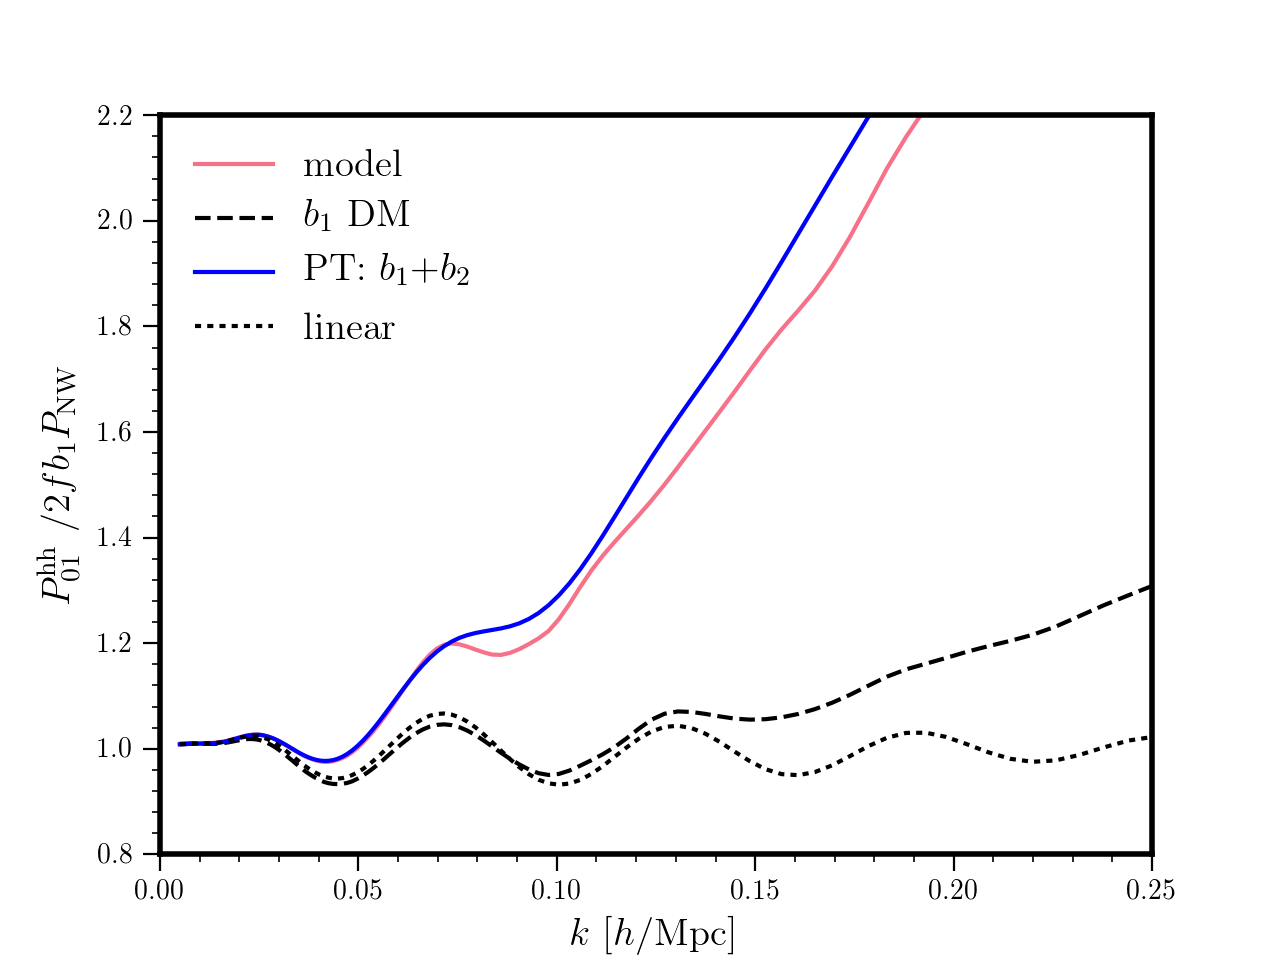 2.2
2.0
1.8
1.6
1.4
1.2
1.0
0.8
P₀₁ʰʰ /2fb₁P_NW
model
b₁ DM
PT: b₁+b₂
linear
0.00 0.05 0.10 0.15 0.20 0.25
k [h/Mpc]